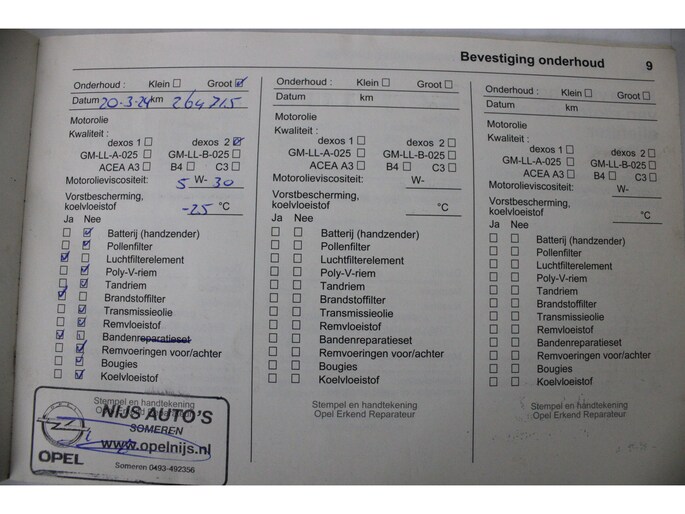 Bevestiging onderhoud 9
Onderhoud : Klein ☐ Groot ☑
Datum 20-3-24 km 264715
Motorolie
Kwaliteit :
dexos 1 ☐ dexos 2 ☑
GM-LL-A-025 ☐ GM-LL-B-025 ☐
ACEA A3 ☐ B4 ☐ C3 ☐
Motorolieviscositeit: 5 W- 30
Vorstbescherming,
koelvloeistof -25 °C
Ja Nee
☐ ☑ Batterij (handzender)
☐ ☑ Pollenfilter
☑ ☐ Luchtfilterelement
☐ ☑ Poly-V-riem
☐ ☑ Tandriem
☑ ☐ Brandstoffilter
☐ ☑ Transmissieolie
☐ ☑ Remvloeistof
☑ ☐ Bandenreparatieset
☐ ☑ Remvoeringen voor/achter
☐ ☑ Bougies
☐ ☑ Koelvloeistof
Stempel en handtekening
Opel Erkend Reparateur
NIJS AUTO'S
SOMEREN
www.opelnijs.nl
Someren 0493-492356
OPEL
Onderhoud : Klein ☐ Groot ☐
Datum km
Motorolie
Kwaliteit :
dexos 1 ☐ dexos 2 ☐
GM-LL-A-025 ☐ GM-LL-B-025 ☐
ACEA A3 ☐ B4 ☐ C3 ☐
Motorolieviscositeit: W-
Vorstbescherming,
koelvloeistof °C
Ja Nee
☐ ☐ Batterij (handzender)
☐ ☐ Pollenfilter
☐ ☐ Luchtfilterelement
☐ ☐ Poly-V-riem
☐ ☐ Tandriem
☐ ☐ Brandstoffilter
☐ ☐ Transmissieolie
☐ ☐ Remvloeistof
☐ ☐ Bandenreparatieset
☐ ☐ Remvoeringen voor/achter
☐ ☐ Bougies
☐ ☐ Koelvloeistof
Stempel en handtekening
Opel Erkend Reparateur
Onderhoud : Klein ☐ Groot ☐
Datum km
Motorolie
Kwaliteit :
dexos 1 ☐ dexos 2 ☐
GM-LL-A-025 ☐ GM-LL-B-025 ☐
ACEA A3 ☐ B4 ☐ C3 ☐
Motorolieviscositeit: W-
Vorstbescherming,
koelvloeistof °C
Ja Nee
☐ ☐ Batterij (handzender)
☐ ☐ Pollenfilter
☐ ☐ Luchtfilterelement
☐ ☐ Poly-V-riem
☐ ☐ Tandriem
☐ ☐ Brandstoffilter
☐ ☐ Transmissieolie
☐ ☐ Remvloeistof
☐ ☐ Bandenreparatieset
☐ ☐ Remvoeringen voor/achter
☐ ☐ Bougies
☐ ☐ Koelvloeistof
Stempel en handtekening
Opel Erkend Reparateur